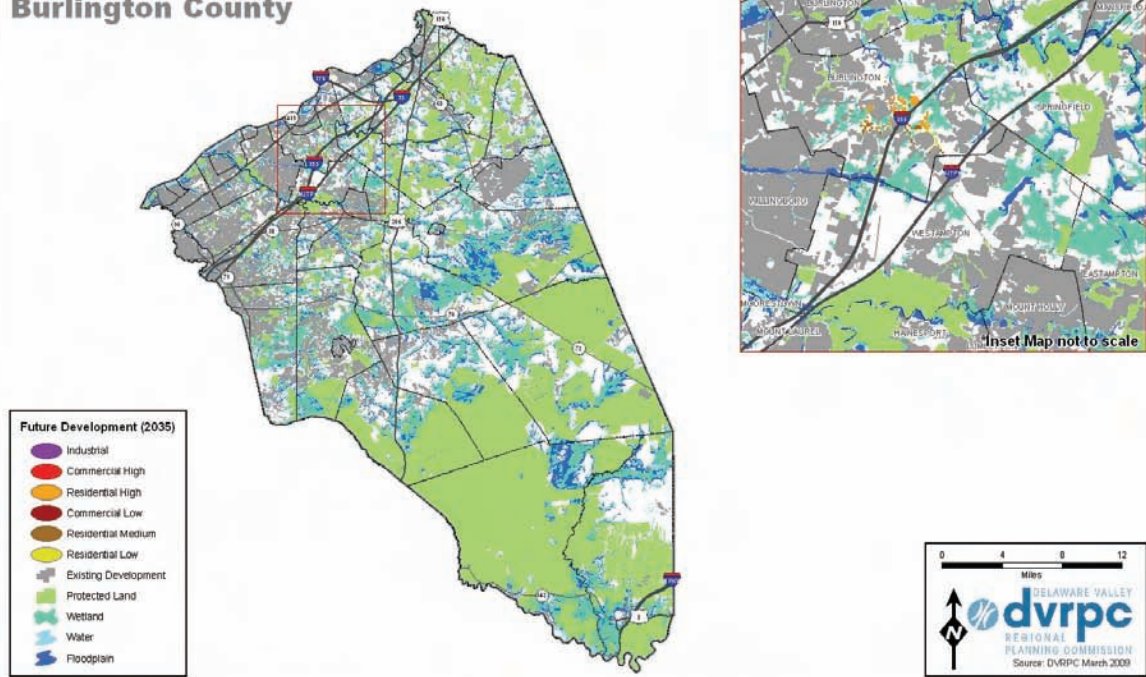 Burlington County
BURLINGTON
MANSFIELD
BURLINGTON
SPRINGFIELD
WILLINGBORO
WESTAMPTON
EASTAMPTON
MOORESTOWN
MOUNT HOLLY
MOUNT LAUREL
HAINESPORT
*Inset Map not to scale
Future Development (2035)
Industrial
Commercial High
Residential High
Commercial Low
Residential Medium
Residential Low
Existing Development
Protected Land
Wetland
Water
Floodplain
0 4 8 12
Miles
N
DELAWARE VALLEY
dvrpc
REGIONAL
PLANNING COMMISSION
Source: DVRPC March 2009